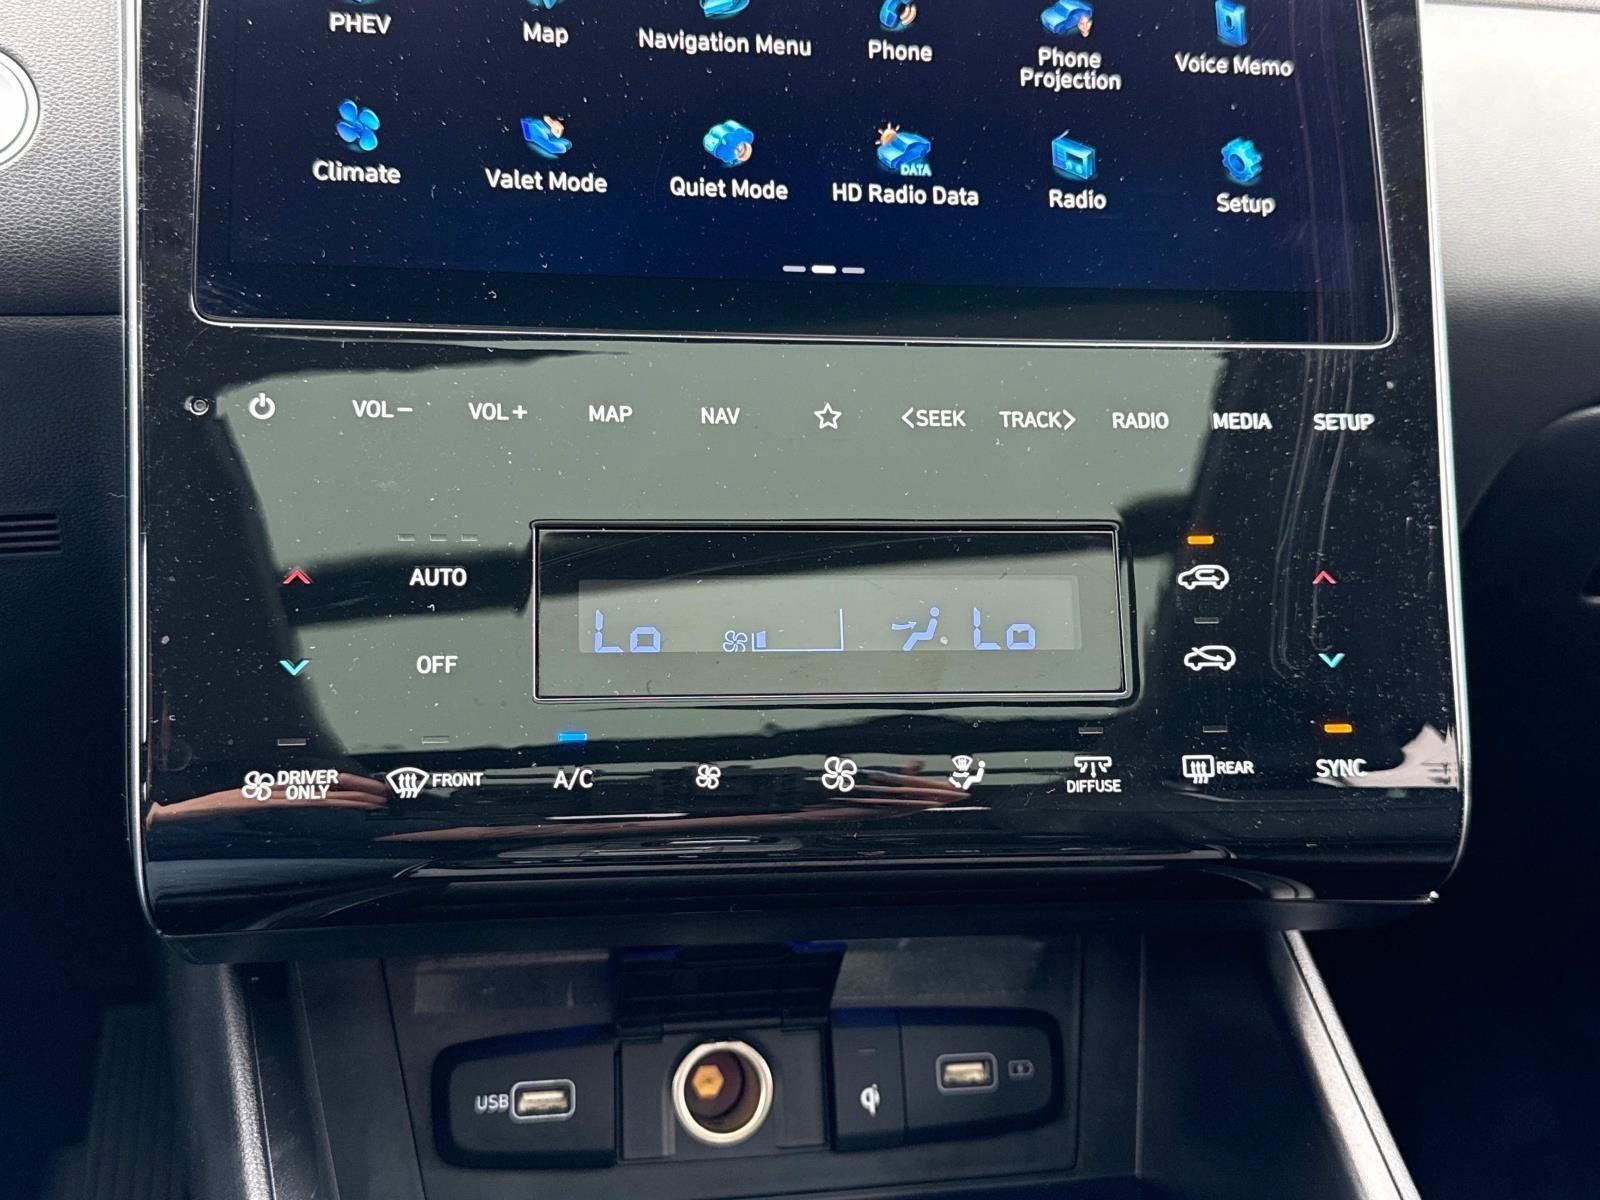 PHEV
Map
Navigation Menu
Phone
Phone
Projection
Voice Memo
Climate
Valet Mode
Quiet Mode
DATA
HD Radio Data
Radio
Setup
VOL−
VOL+
MAP
NAV
<SEEK
TRACK>
RADIO
MEDIA
SETUP
AUTO
Lo
Lo
OFF
DRIVER
ONLY
FRONT
A/C
DIFFUSE
REAR
SYNC
USB
qi